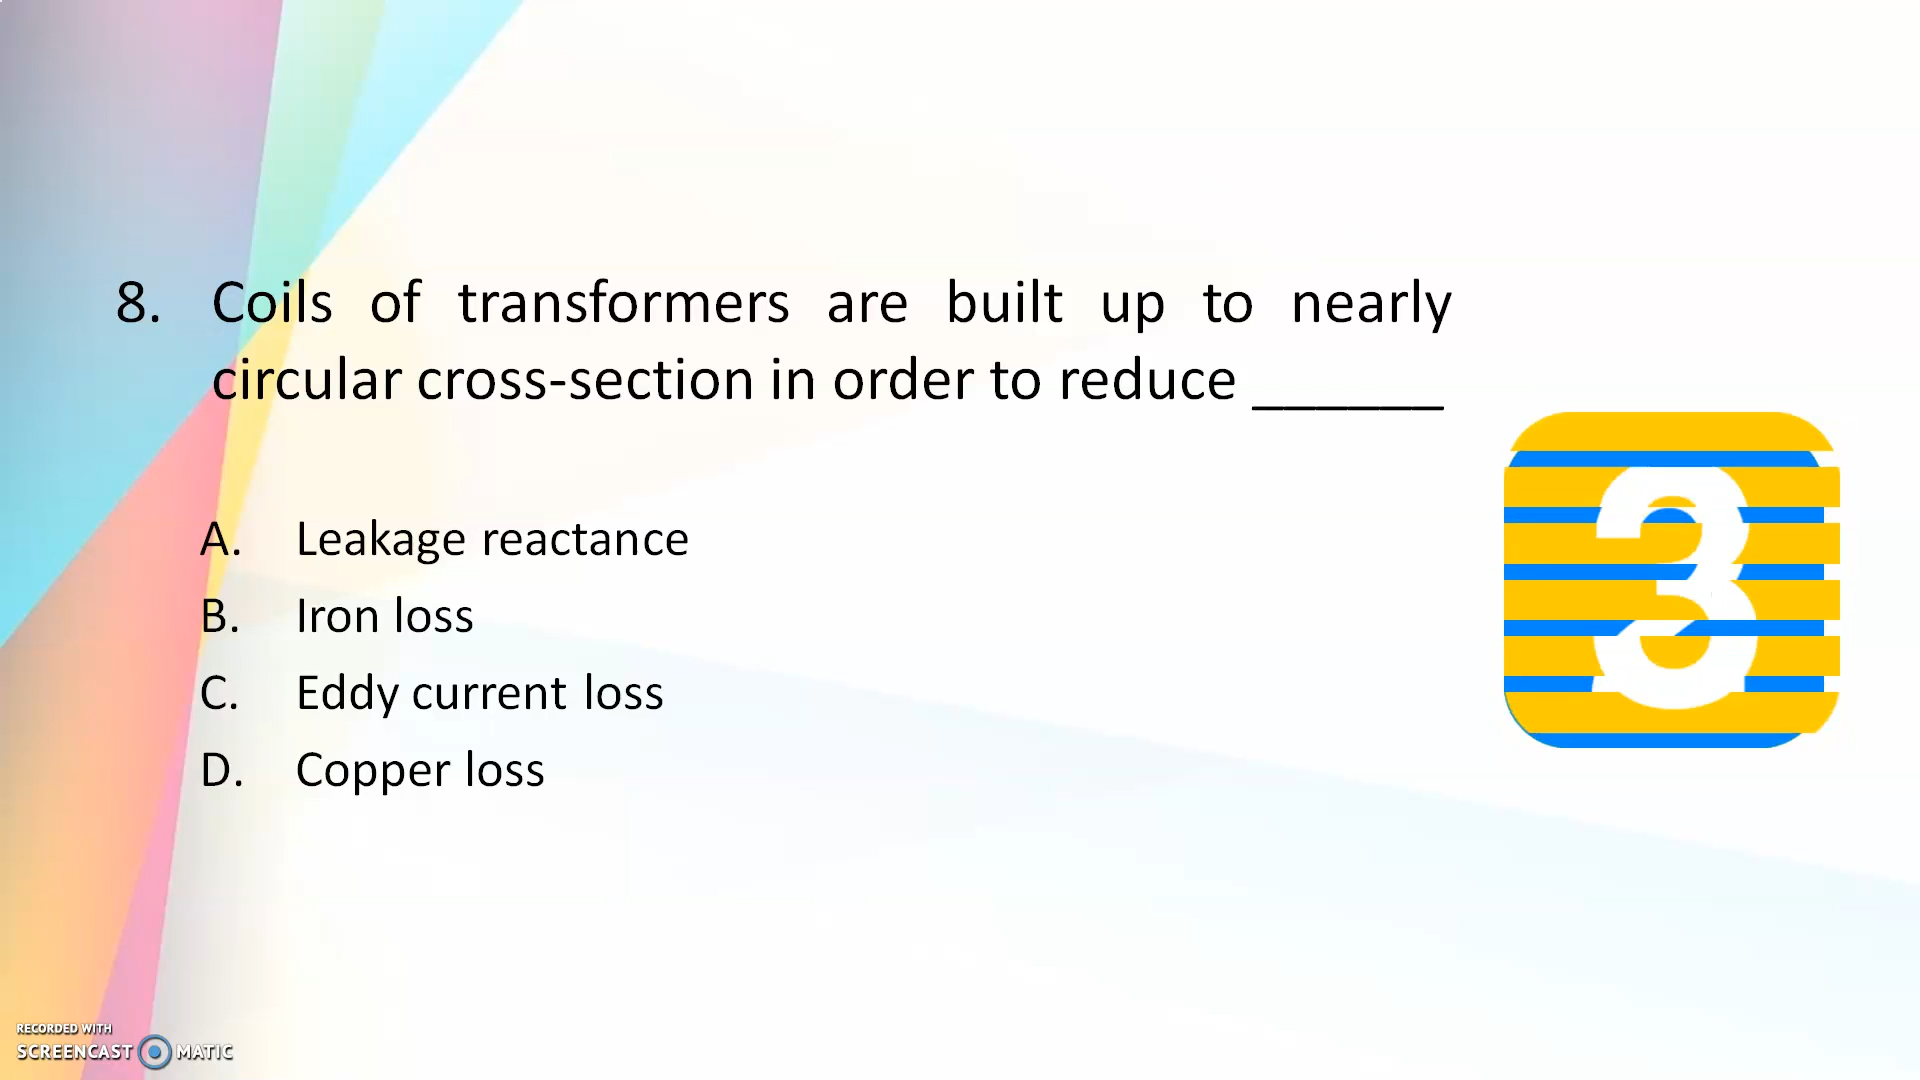 8. Coils of transformers are built up to nearly
circular cross-section in order to reduce ______
A. Leakage reactance
B. Iron loss
C. Eddy current loss
D. Copper loss
3
RECORDED WITH
SCREENCAST MATIC